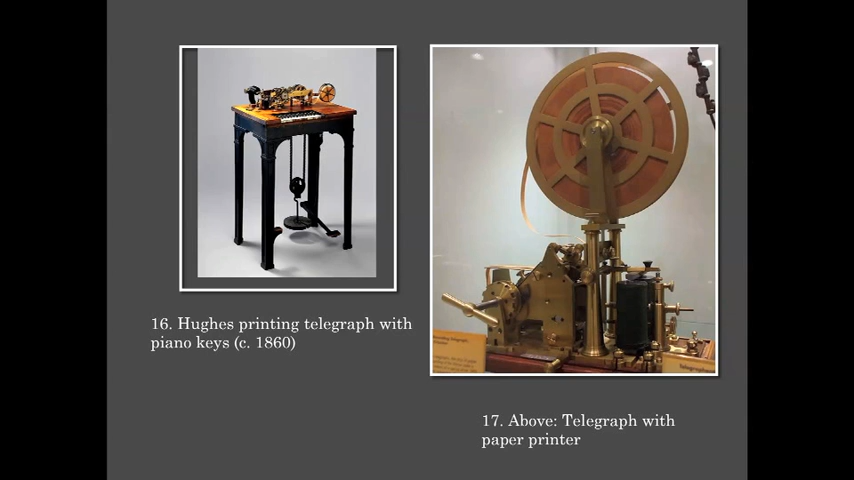 16. Hughes printing telegraph with
piano keys (c. 1860)
17. Above: Telegraph with
paper printer